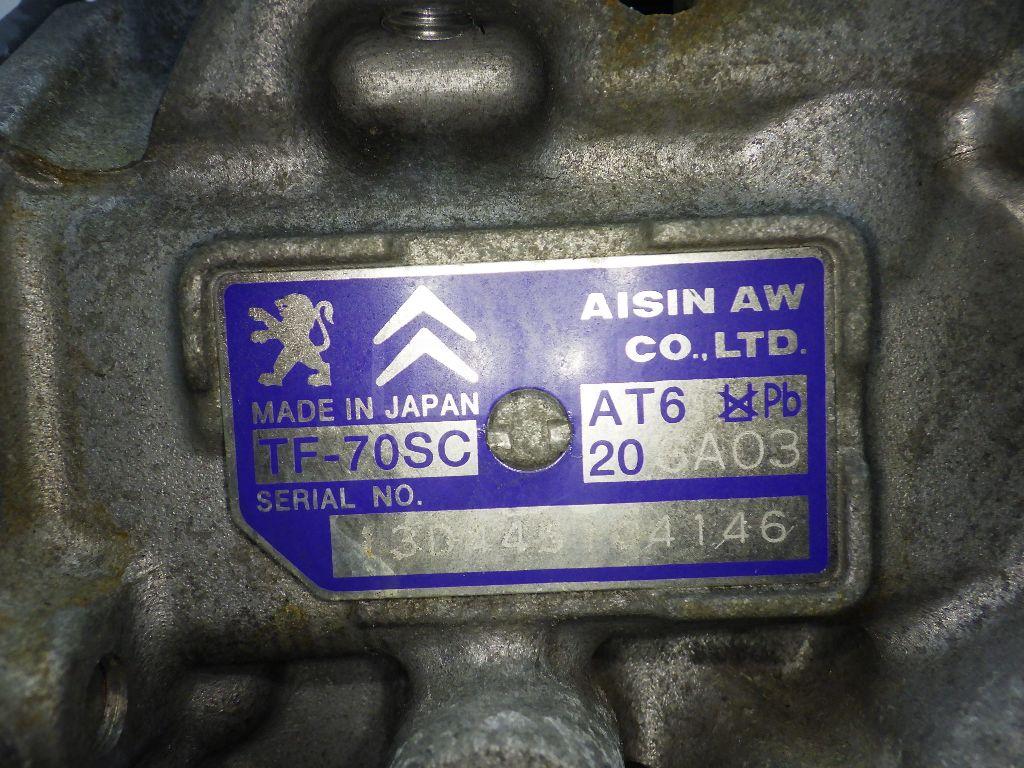 AISIN AW
CO., LTD.
MADE IN JAPAN
TF-70SC
AT6 Pb
20
SERIAL NO.